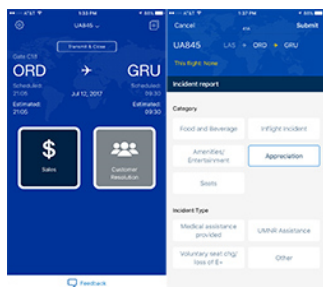 AT&T
1:03 PM
UA845
Transmit & Close
Gate C18
ORD
GRU
Scheduled:
21:05
Jul 12, 2017
Scheduled:
09:30
Estimated:
21:05
Estimated:
09:30
$
Sales
Customer
Resolution
Feedback
AT&T
1:37 PM
Cancel
Submit
UA845
LAS
ORD
GRU
This flight: None
Incident report
Category
Food and Beverage
Inflight Incident
Amenities/
Entertainment
Appreciation
Seats
Incident Type
Medical assistance
provided
UMNR Assistance
Voluntary seat chg/
loss of E+
Other